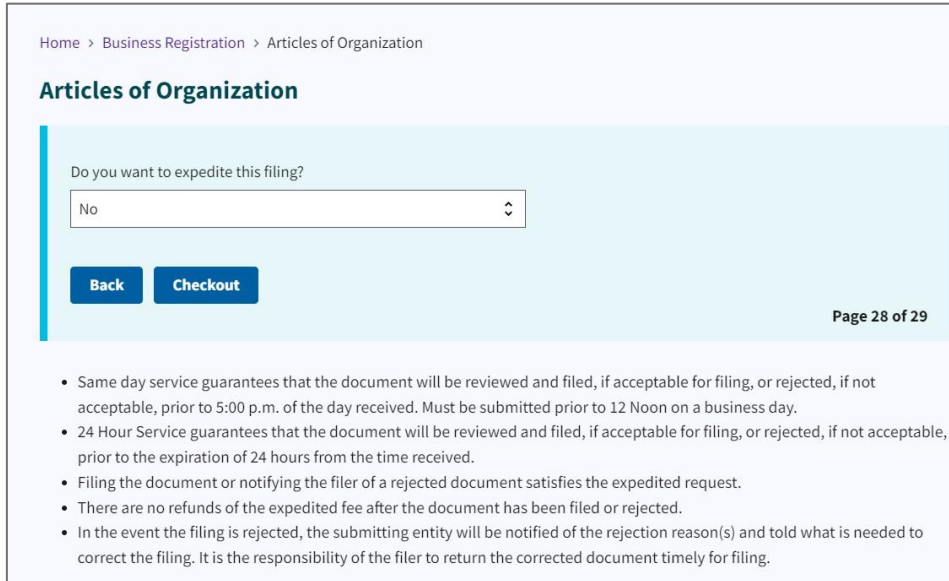 Home > Business Registration > Articles of Organization
Articles of Organization
Do you want to expedite this filing?
No
Back Checkout
Page 28 of 29
• Same day service guarantees that the document will be reviewed and filed, if acceptable for filing, or rejected, if not
acceptable, prior to 5:00 p.m. of the day received. Must be submitted prior to 12 Noon on a business day.
• 24 Hour Service guarantees that the document will be reviewed and filed, if acceptable for filing, or rejected, if not acceptable,
prior to the expiration of 24 hours from the time received.
• Filing the document or notifying the filer of a rejected document satisfies the expedited request.
• There are no refunds of the expedited fee after the document has been filed or rejected.
• In the event the filing is rejected, the submitting entity will be notified of the rejection reason(s) and told what is needed to
correct the filing. It is the responsibility of the filer to return the corrected document timely for filing.